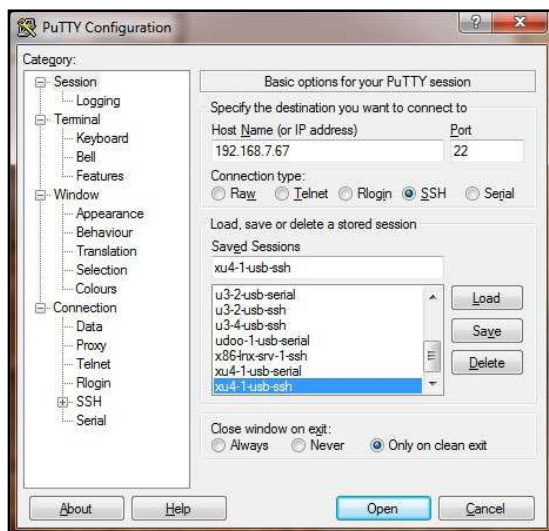 PuTTY Configuration
Category:
Session
Logging
Terminal
Keyboard
Bell
Features
Window
Appearance
Behaviour
Translation
Selection
Colours
Connection
Data
Proxy
Telnet
Rlogin
SSH
Serial
Basic options for your PuTTY session
Specify the destination you want to connect to
Host Name (or IP address) Port
192.168.7.67 22
Connection type:
Raw Telnet Rlogin SSH Serial
Load, save or delete a stored session
Saved Sessions
xu4-1-usb-ssh
u3-2-usb-serial
u3-2-usb-ssh
u3-4-usb-ssh
udoo-1-usb-serial
x86-lnx-srv-1-ssh
xu4-1-usb-serial
xu4-1-usb-ssh
Load
Save
Delete
Close window on exit:
Always Never Only on clean exit
About Help Open Cancel